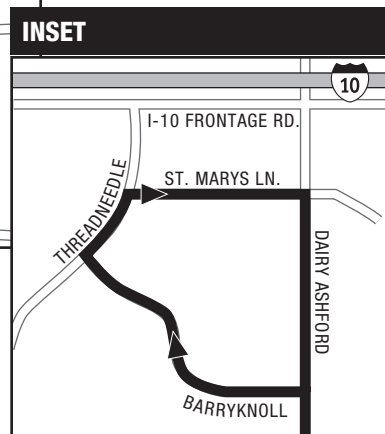 INSET
10
I-10 FRONTAGE RD.
THREADNEEDLE
ST. MARYS LN.
DAIRY ASHFORD
BARRYKNOLL